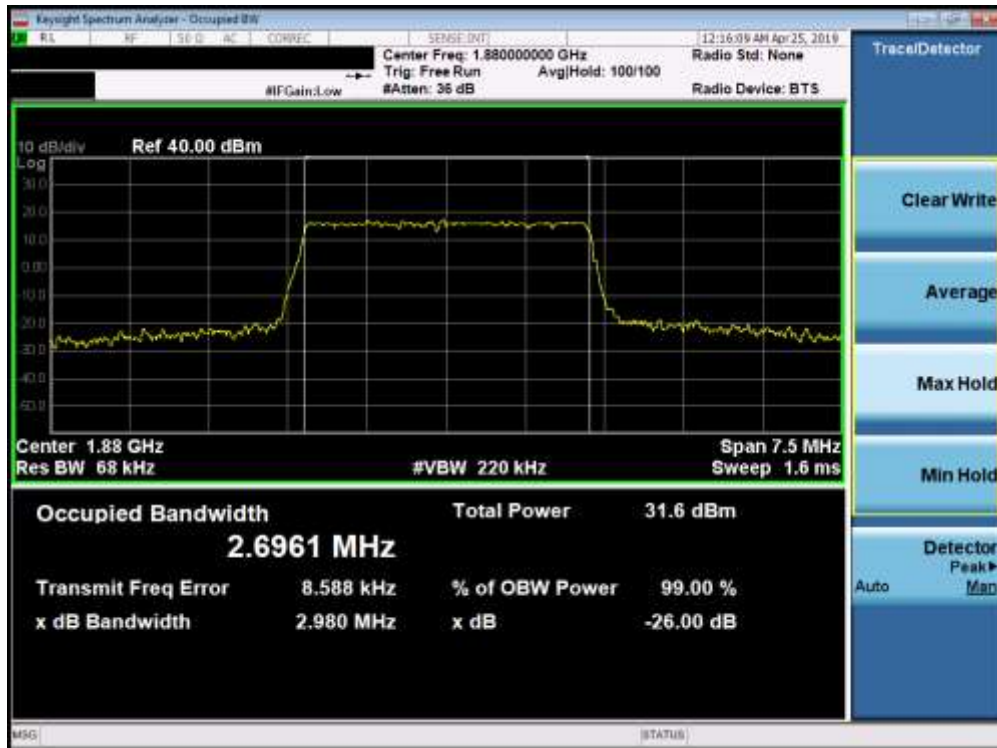 Keysight Spectrum Analyzer - Occupied BW
RL RF 50 Ω AC CORREC SENSE:INT 12:16:09 AM Apr 25, 2019
Center Freq: 1.880000000 GHz Radio Std: None
Trig: Free Run Avg|Hold: 100/100
#IFGain:Low #Atten: 36 dB Radio Device: BTS
Trace/Detector
10 dB/div Ref 40.00 dBm
Log
30.0
20.0
10.0
0.00
-10.0
-20.0
-30.0
-40.0
-50.0
Center 1.88 GHz Span 7.5 MHz
Res BW 68 kHz #VBW 220 kHz Sweep 1.6 ms
Occupied Bandwidth Total Power 31.6 dBm
2.6961 MHz
Transmit Freq Error 8.588 kHz % of OBW Power 99.00 %
x dB Bandwidth 2.980 MHz x dB -26.00 dB
Clear Write
Average
Max Hold
Min Hold
Detector
Peak▶
Auto Man
MSG STATUS